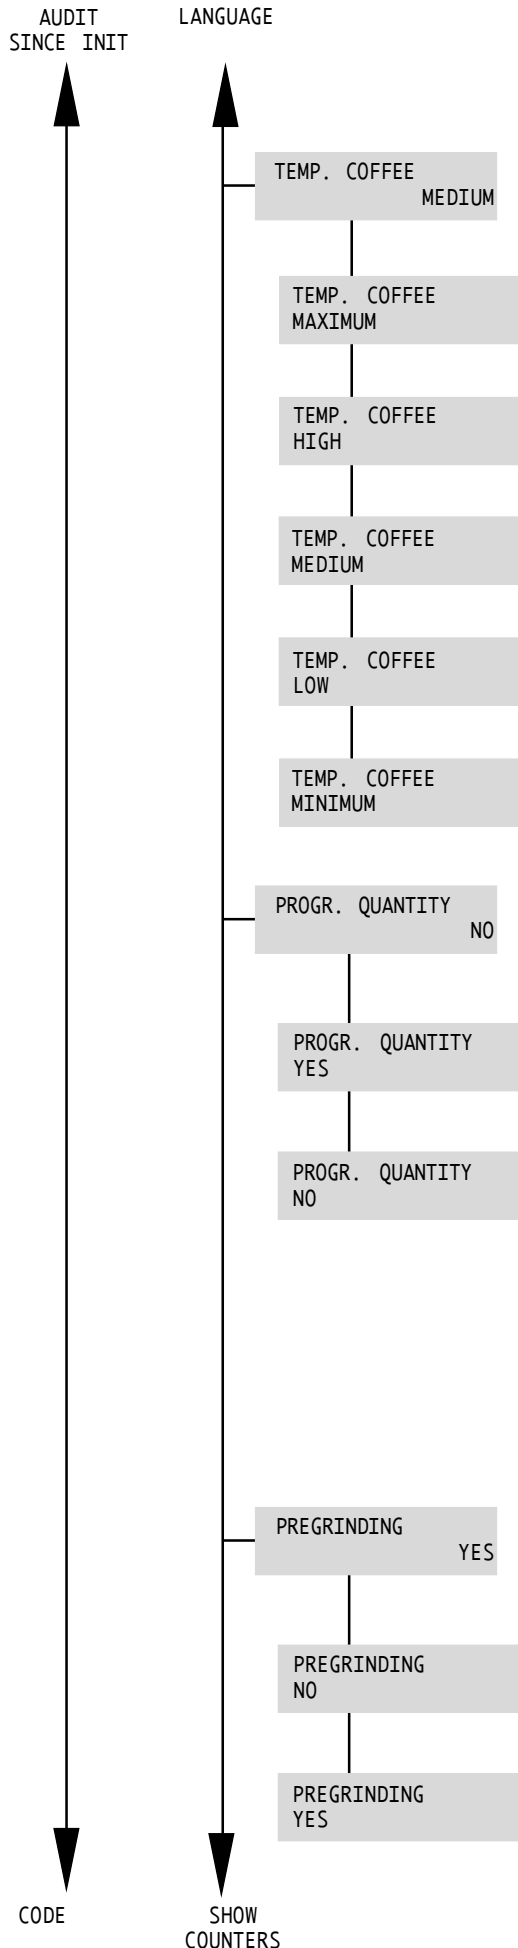 AUDIT
SINCE INIT
LANGUAGE
TEMP. COFFEE
MEDIUM
TEMP. COFFEE
MAXIMUM
TEMP. COFFEE
HIGH
TEMP. COFFEE
MEDIUM
TEMP. COFFEE
LOW
TEMP. COFFEE
MINIMUM
PROGR. QUANTITY
NO
PROGR. QUANTITY
YES
PROGR. QUANTITY
NO
PREGRINDING
YES
PREGRINDING
NO
PREGRINDING
YES
CODE
SHOW
COUNTERS